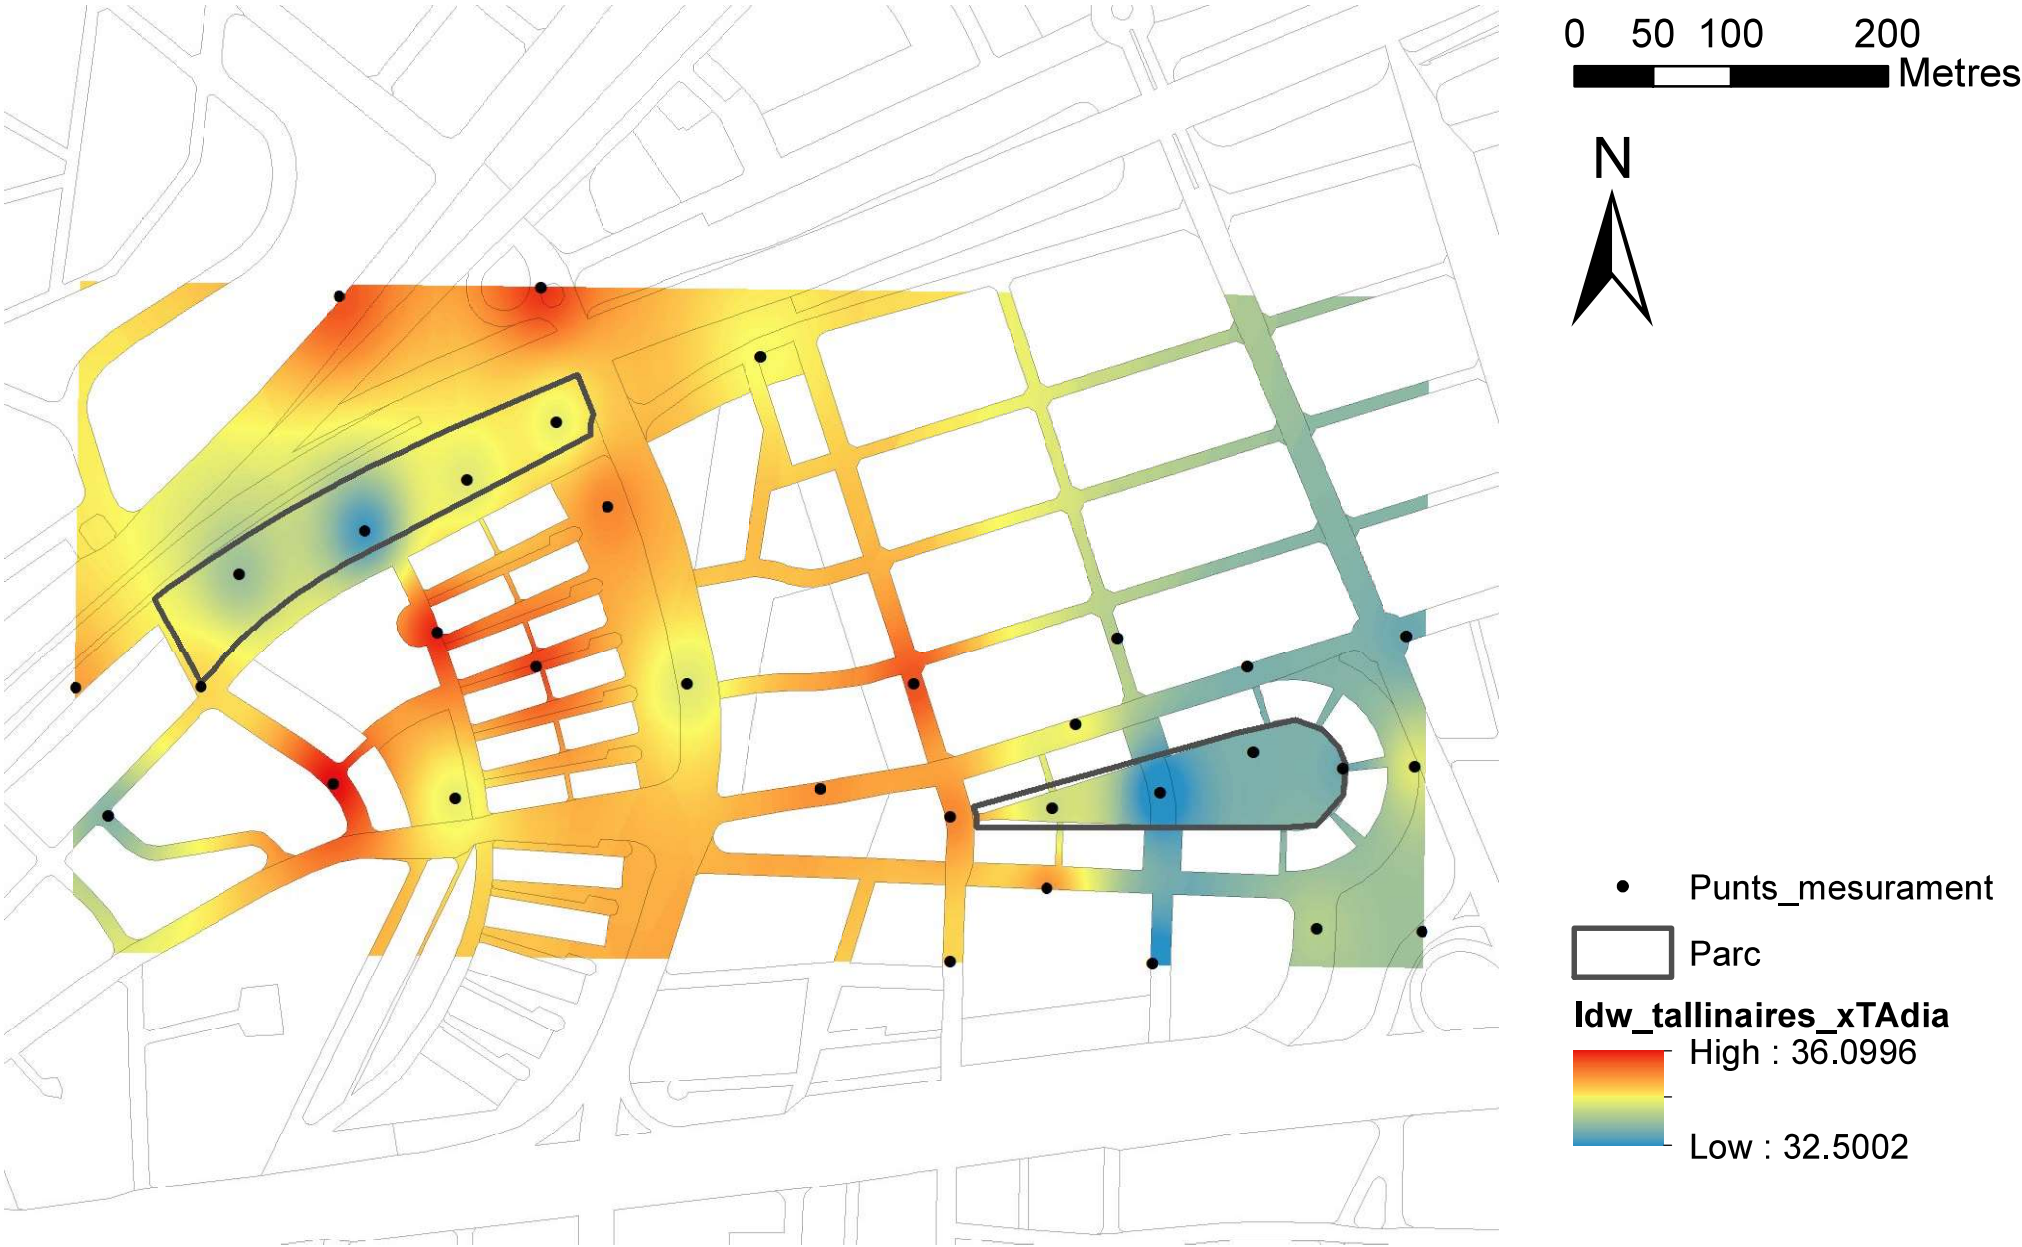 0 50 100 200
Metres
N
Punts_mesurament
Parc
Idw_tallinaires_xTAdia
High : 36.0996
Low : 32.5002